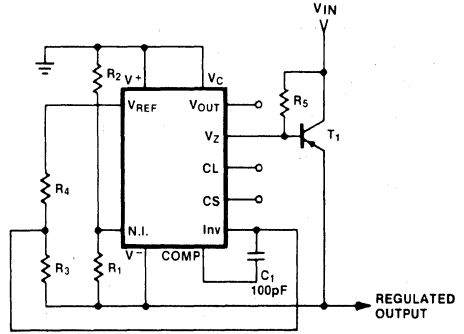 VIN
R2
V+
VC
VREF
VOUT
R5
VZ
T1
R4
CL
CS
N.I.
Inv
R3
R1
V−
COMP
C1
100pF
REGULATED
OUTPUT